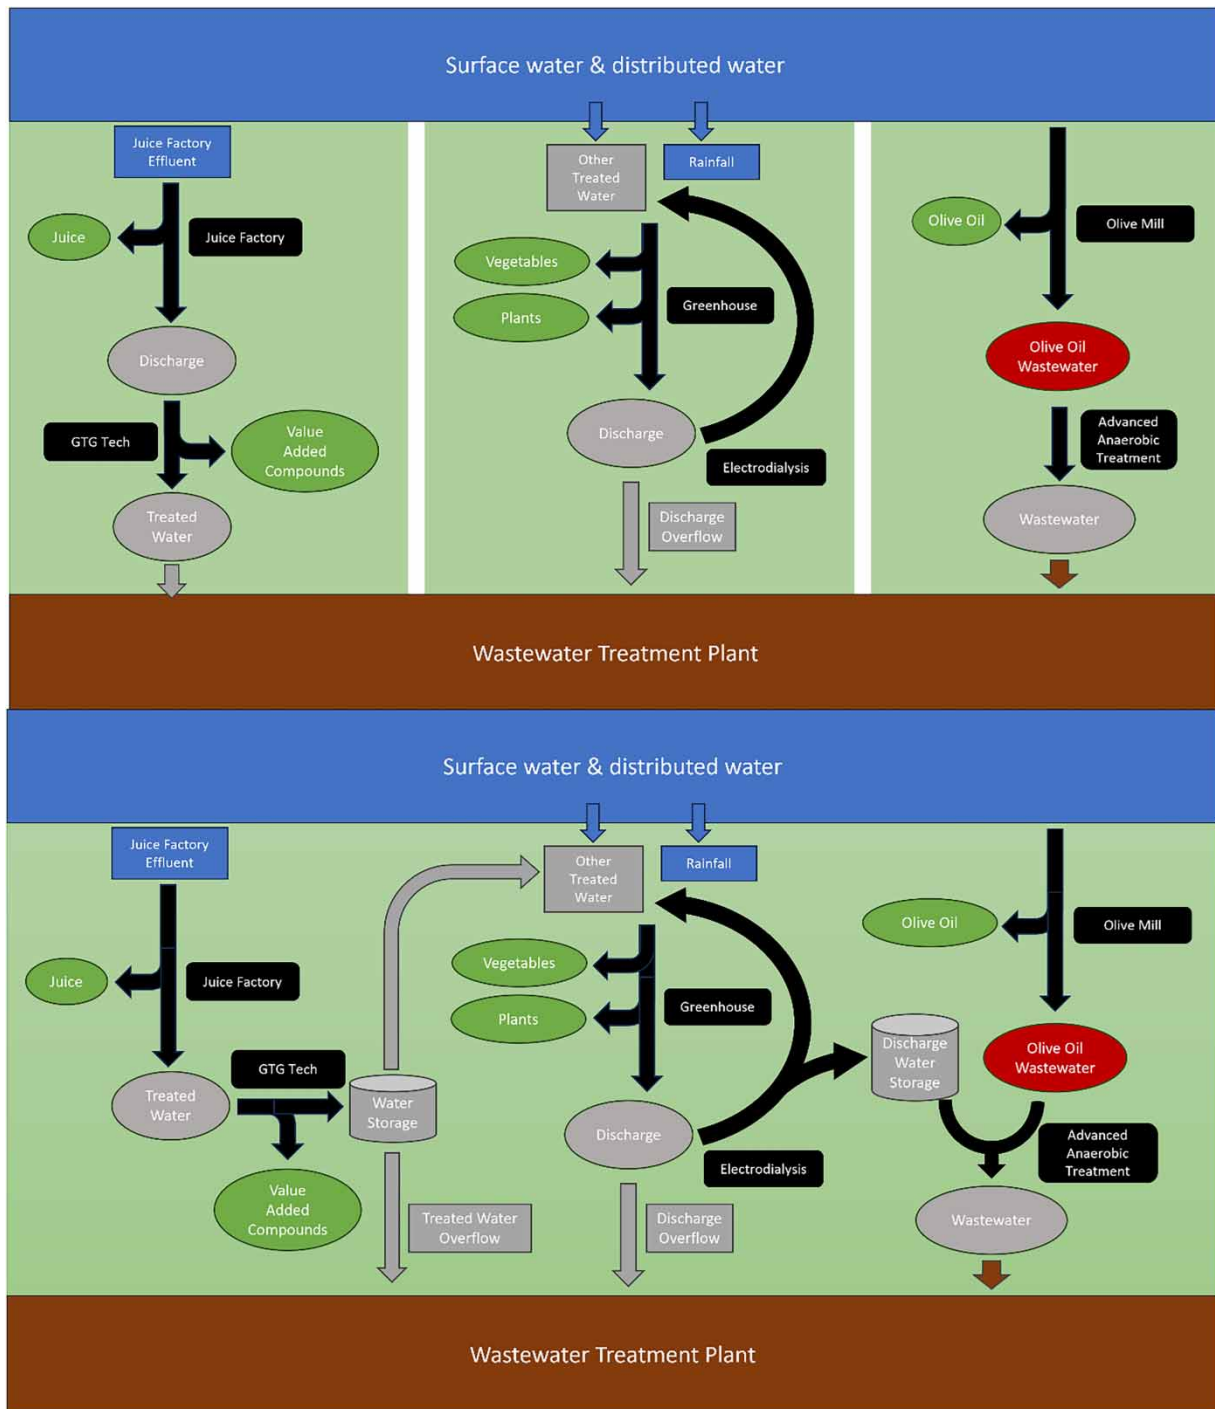 Surface water & distributed water
Juice Factory
Effluent
Juice
Juice Factory
Discharge
GTG Tech
Value
Added
Compounds
Treated
Water
Other
Treated
Water
Rainfall
Vegetables
Plants
Greenhouse
Discharge
Electrodialysis
Discharge
Overflow
Olive Oil
Olive Mill
Olive Oil
Wastewater
Advanced
Anaerobic
Treatment
Wastewater
Wastewater Treatment Plant
Surface water & distributed water
Juice Factory
Effluent
Juice
Juice Factory
GTG Tech
Treated
Water
Water
Storage
Value
Added
Compounds
Treated Water
Overflow
Other
Treated
Water
Rainfall
Vegetables
Plants
Greenhouse
Discharge
Electrodialysis
Discharge
Overflow
Olive Oil
Olive Mill
Discharge
Water
Storage
Olive Oil
Wastewater
Advanced
Anaerobic
Treatment
Wastewater
Wastewater Treatment Plant